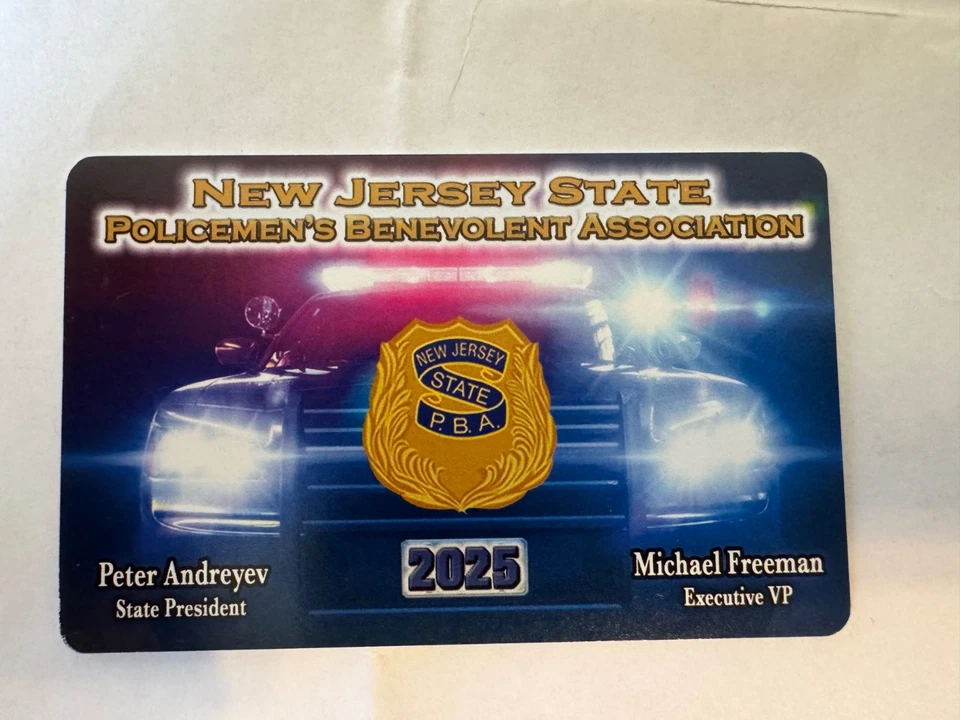 NEW JERSEY STATE
POLICEMEN'S BENEVOLENT ASSOCIATION
NEW JERSEY
STATE
P.B.A.
2025
Peter Andreyev
State President
Michael Freeman
Executive VP